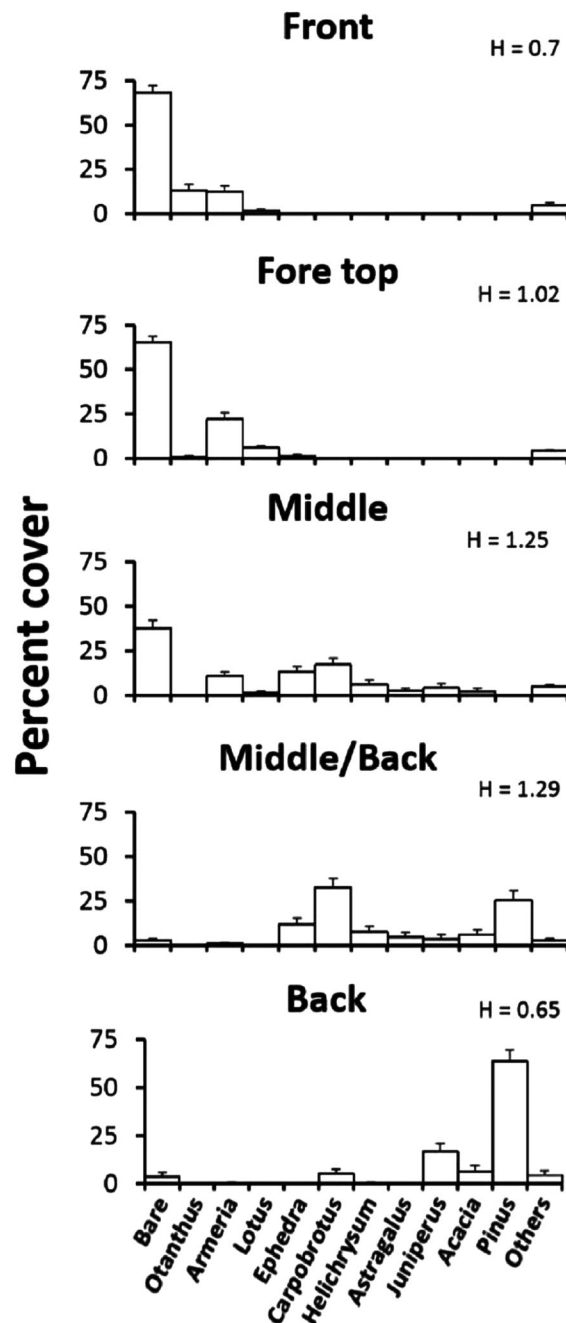 Front
H = 0.7
75
50
25
0
Fore top
H = 1.02
75
50
25
0
Middle
H = 1.25
75
50
25
0
Percent cover
Middle/Back
H = 1.29
75
50
25
0
Back
H = 0.65
75
50
25
0
Bare
Otanthus
Armeria
Lotus
Ephedra
Carpobrotus
Helichrysum
Astragalus
Juniperus
Acacia
Pinus
Others